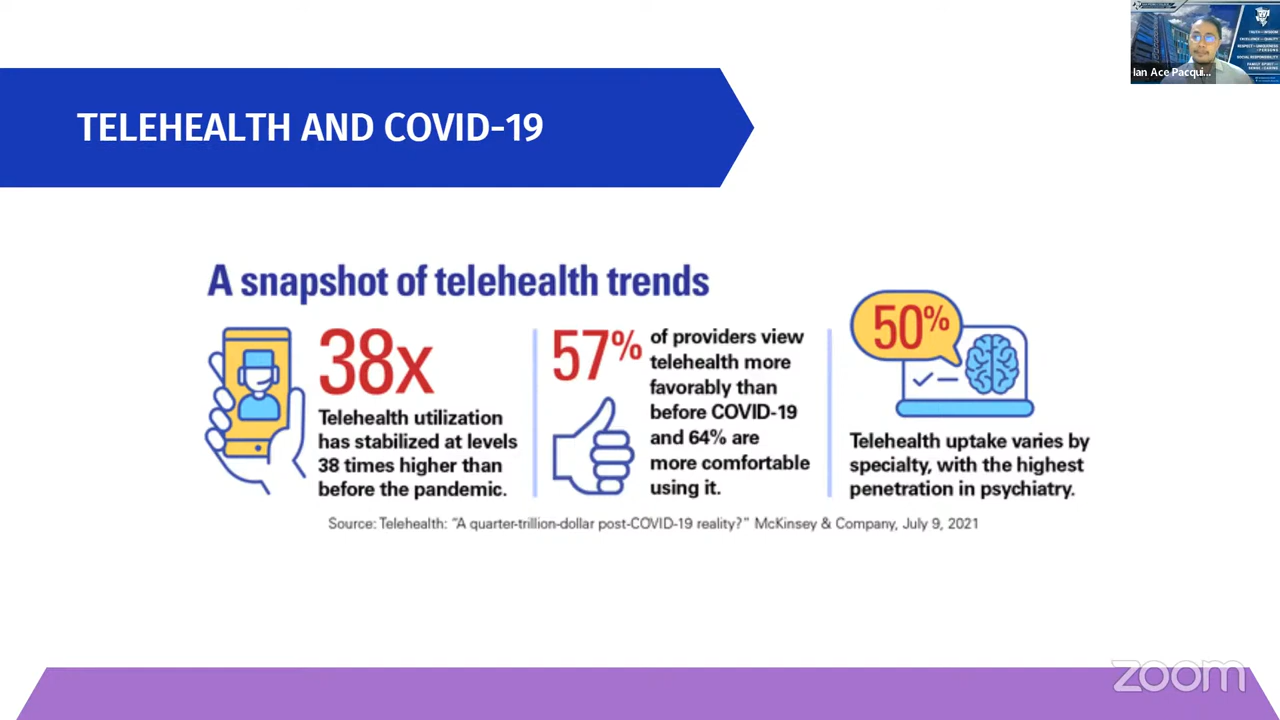 TELEHEALTH AND COVID-19
Ian Ace Pacqui...
A snapshot of telehealth trends
38x
Telehealth utilization
has stabilized at levels
38 times higher than
before the pandemic.
57%
of providers view
telehealth more
favorably than
before COVID-19
and 64% are
more comfortable
using it.
50%
Telehealth uptake varies by
specialty, with the highest
penetration in psychiatry.
Source: Telehealth: “A quarter-trillion-dollar post-COVID-19 reality?” McKinsey & Company, July 9, 2021
zoom